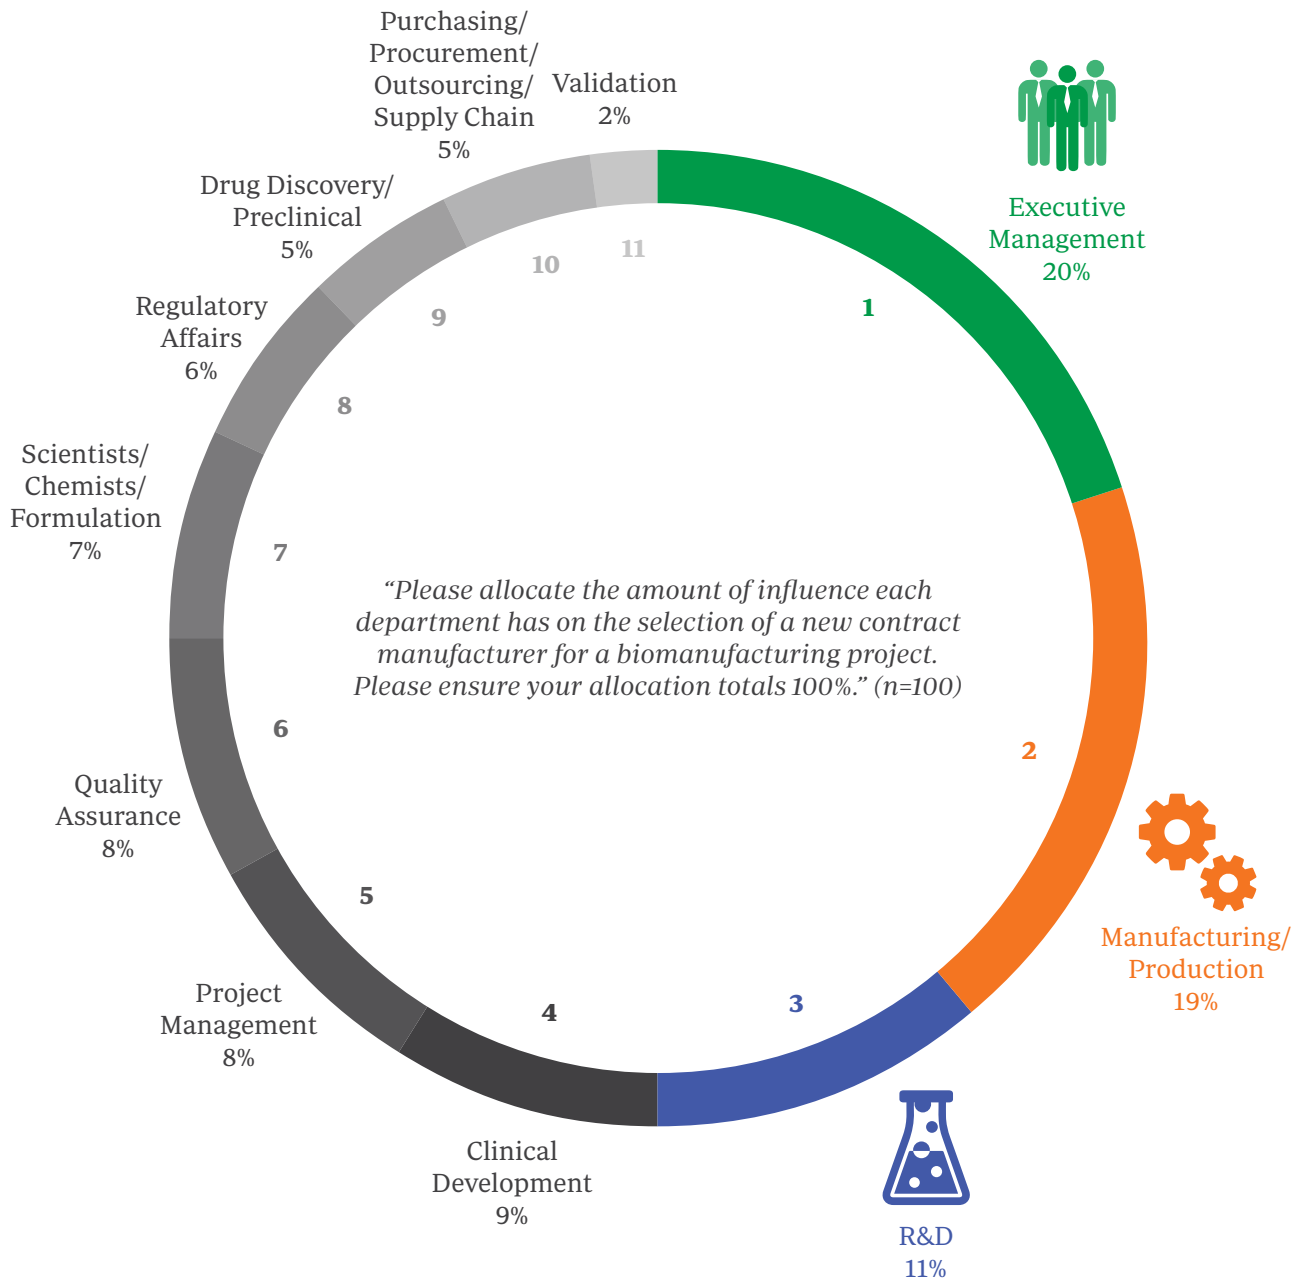 Purchasing/
Procurement/
Outsourcing/
Supply Chain
5%
Validation
2%
Executive
Management
20%
Drug Discovery/
Preclinical
5%
Regulatory
Affairs
6%
Scientists/
Chemists/
Formulation
7%
Quality
Assurance
8%
Project
Management
8%
Clinical
Development
9%
R&D
11%
Manufacturing/
Production
19%
1
2
3
4
5
6
7
8
9
10
11
“Please allocate the amount of influence each
department has on the selection of a new contract
manufacturer for a biomanufacturing project.
Please ensure your allocation totals 100%.” (n=100)